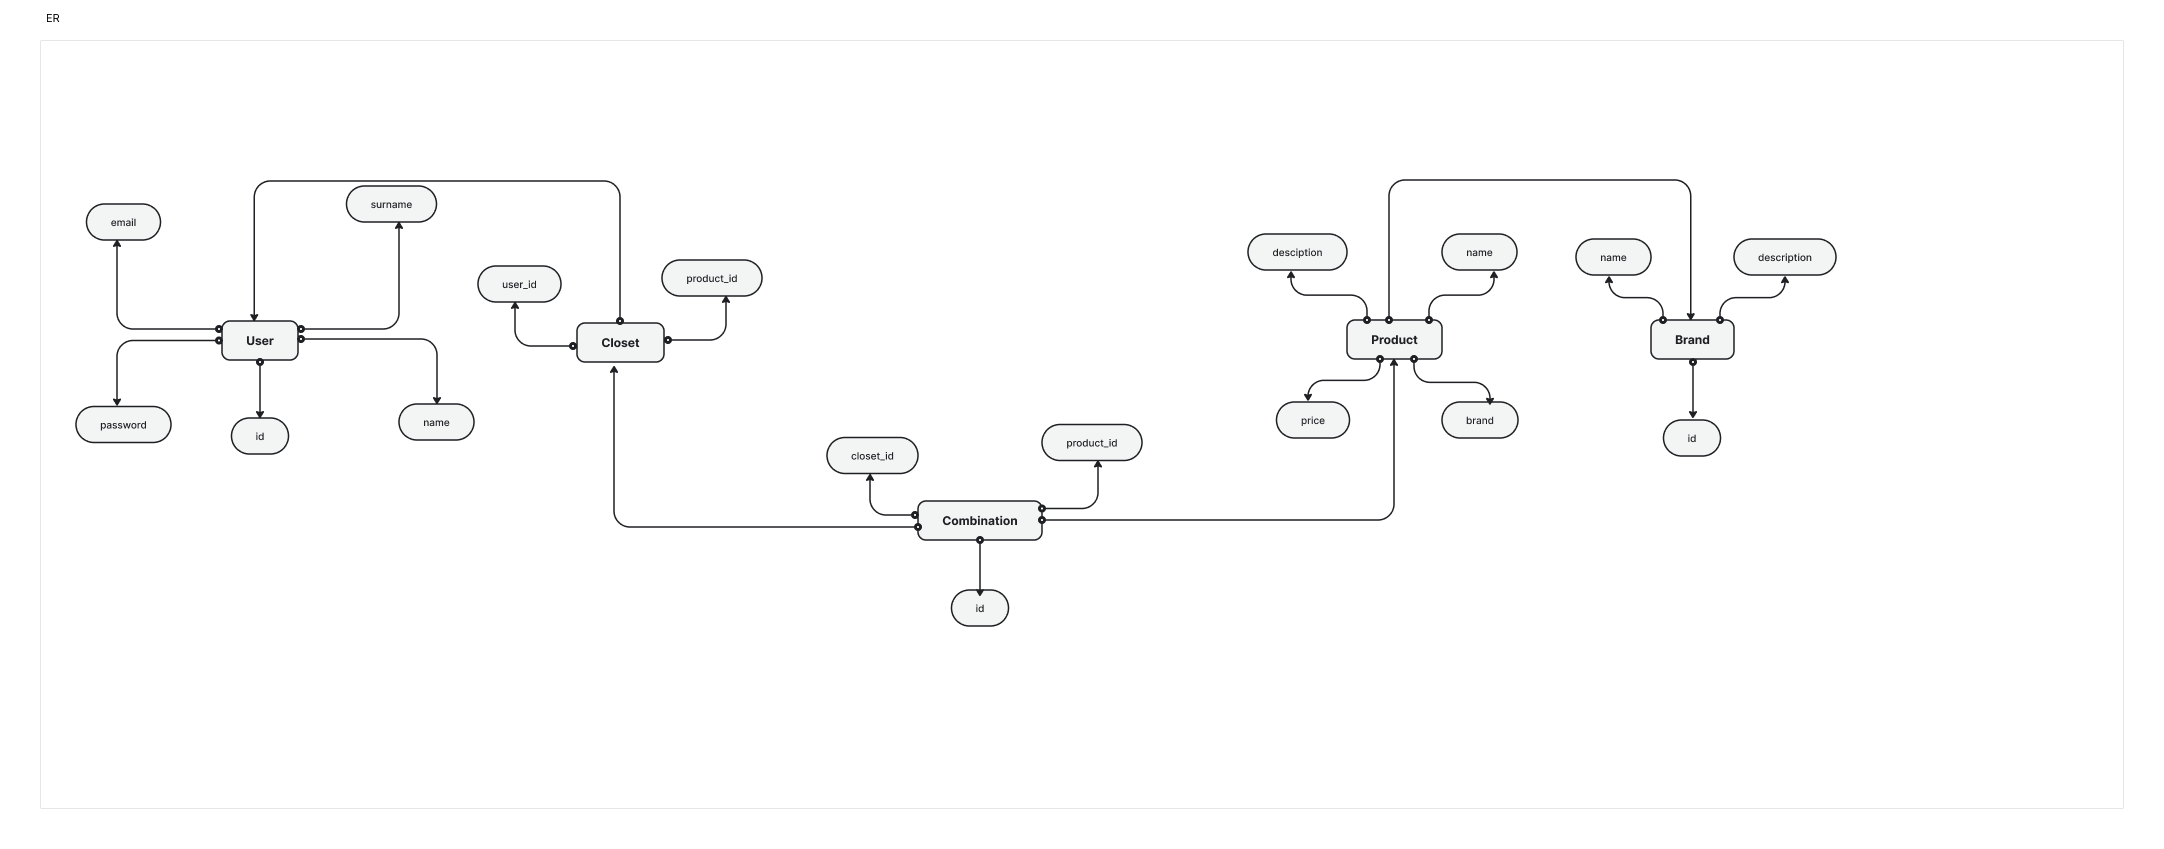 ER
surname
email
user_id
product_id
desciption
name
name
description
User
Closet
Product
Brand
password
id
name
price
brand
id
closet_id
product_id
Combination
id